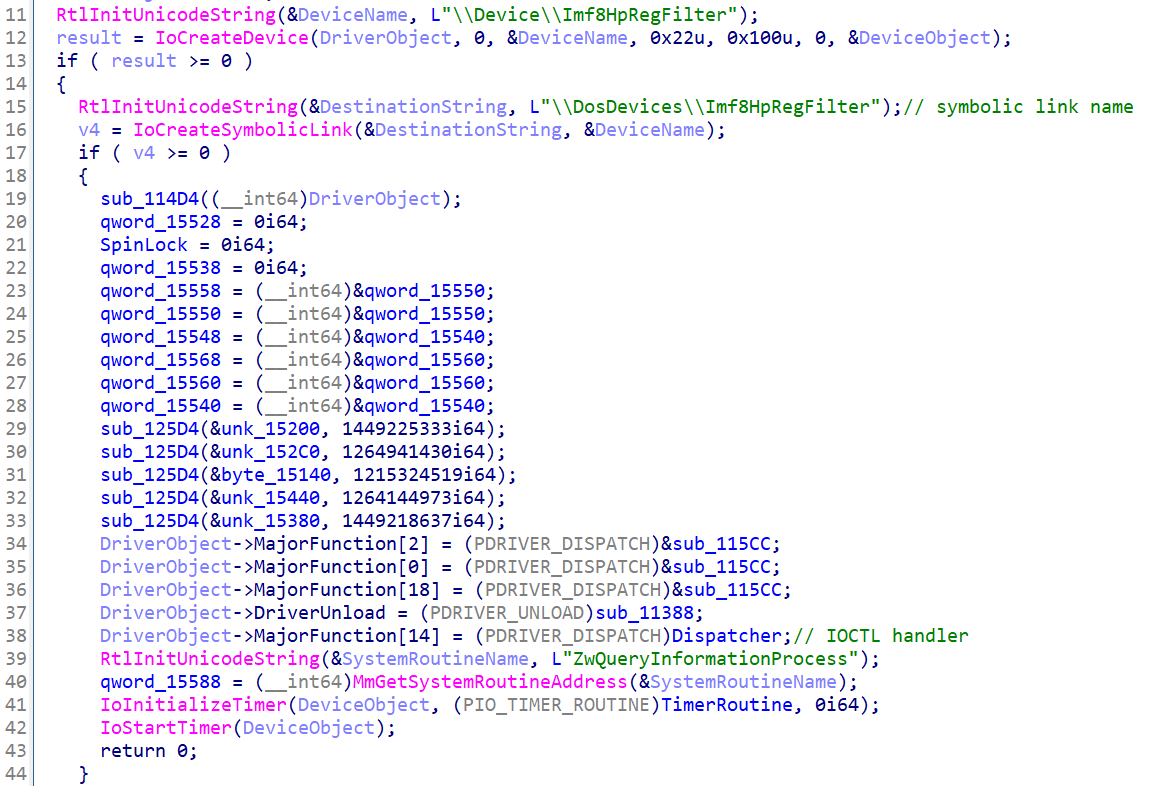 11 RtlInitUnicodeString(&DeviceName, L"\\Device\\Imf8HpRegFilter");
12 result = IoCreateDevice(DriverObject, 0, &DeviceName, 0x22u, 0x100u, 0, &DeviceObject);
13 if ( result >= 0 )
14 {
15 RtlInitUnicodeString(&DestinationString, L"\\DosDevices\\Imf8HpRegFilter");// symbolic link name
16 v4 = IoCreateSymbolicLink(&DestinationString, &DeviceName);
17 if ( v4 >= 0 )
18 {
19 sub_114D4((__int64)DriverObject);
20 qword_15528 = 0i64;
21 SpinLock = 0i64;
22 qword_15538 = 0i64;
23 qword_15558 = (__int64)&qword_15550;
24 qword_15550 = (__int64)&qword_15550;
25 qword_15548 = (__int64)&qword_15540;
26 qword_15568 = (__int64)&qword_15560;
27 qword_15560 = (__int64)&qword_15560;
28 qword_15540 = (__int64)&qword_15540;
29 sub_125D4(&unk_15200, 1449225333i64);
30 sub_125D4(&unk_152C0, 1264941430i64);
31 sub_125D4(&byte_15140, 1215324519i64);
32 sub_125D4(&unk_15440, 1264144973i64);
33 sub_125D4(&unk_15380, 1449218637i64);
34 DriverObject->MajorFunction[2] = (PDRIVER_DISPATCH)&sub_115CC;
35 DriverObject->MajorFunction[0] = (PDRIVER_DISPATCH)&sub_115CC;
36 DriverObject->MajorFunction[18] = (PDRIVER_DISPATCH)&sub_115CC;
37 DriverObject->DriverUnload = (PDRIVER_UNLOAD)sub_11388;
38 DriverObject->MajorFunction[14] = (PDRIVER_DISPATCH)Dispatcher;// IOCTL handler
39 RtlInitUnicodeString(&SystemRoutineName, L"ZwQueryInformationProcess");
40 qword_15588 = (__int64)MmGetSystemRoutineAddress(&SystemRoutineName);
41 IoInitializeTimer(DeviceObject, (PIO_TIMER_ROUTINE)TimerRoutine, 0i64);
42 IoStartTimer(DeviceObject);
43 return 0;
44 }